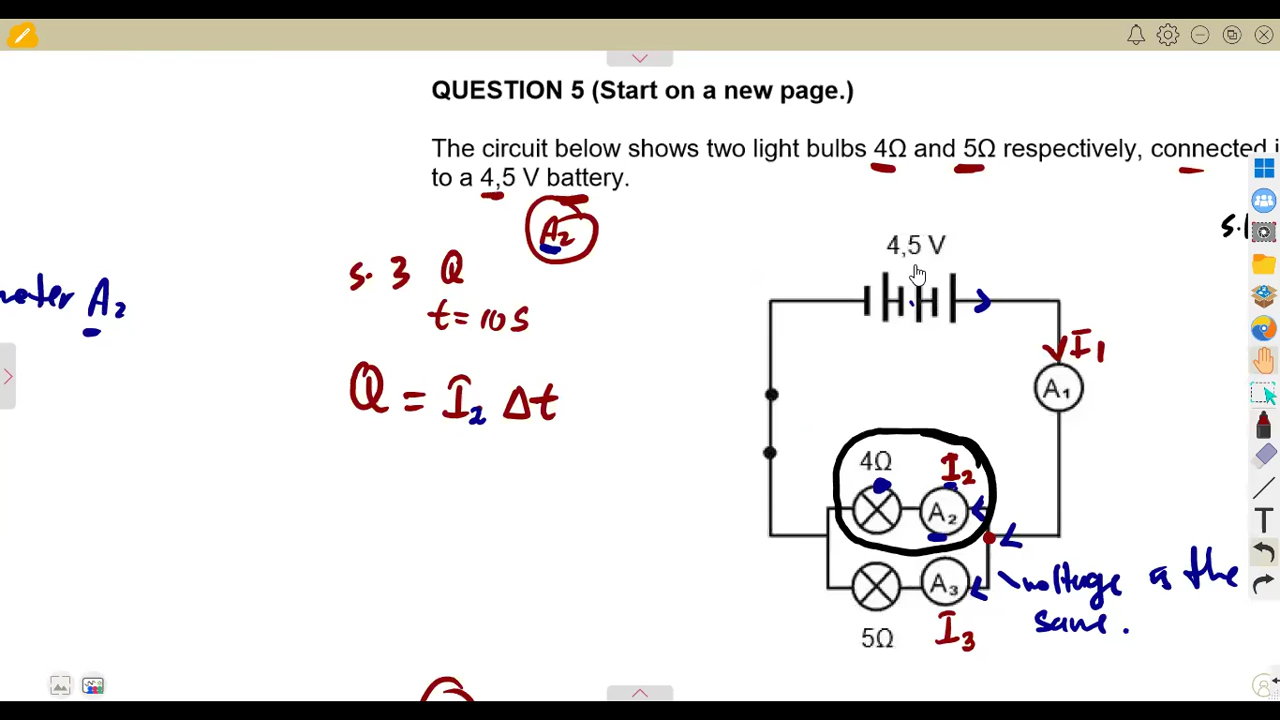 QUESTION 5 (Start on a new page.)
The circuit below shows two light bulbs 4Ω and 5Ω respectively, connected i
to a 4,5 V battery.
A2
4,5 V
5.3 Q
meter A2
t = 10s
I1
A1
Q = I2 Δt
4Ω
I2
A2
A3
voltage is the
same.
5Ω
I3
T